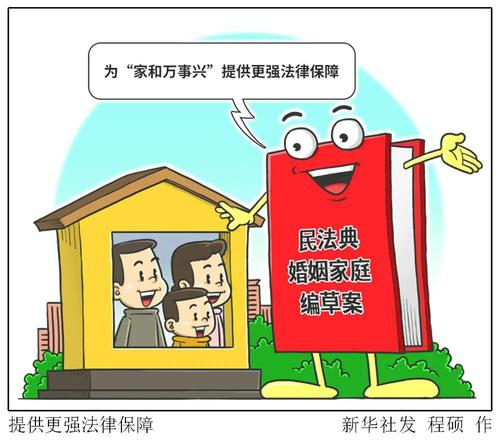 为“家和万事兴”提供更强法律保障
民法典
婚姻家庭
编草案
提供更强法律保障
新华社发 程硕 作